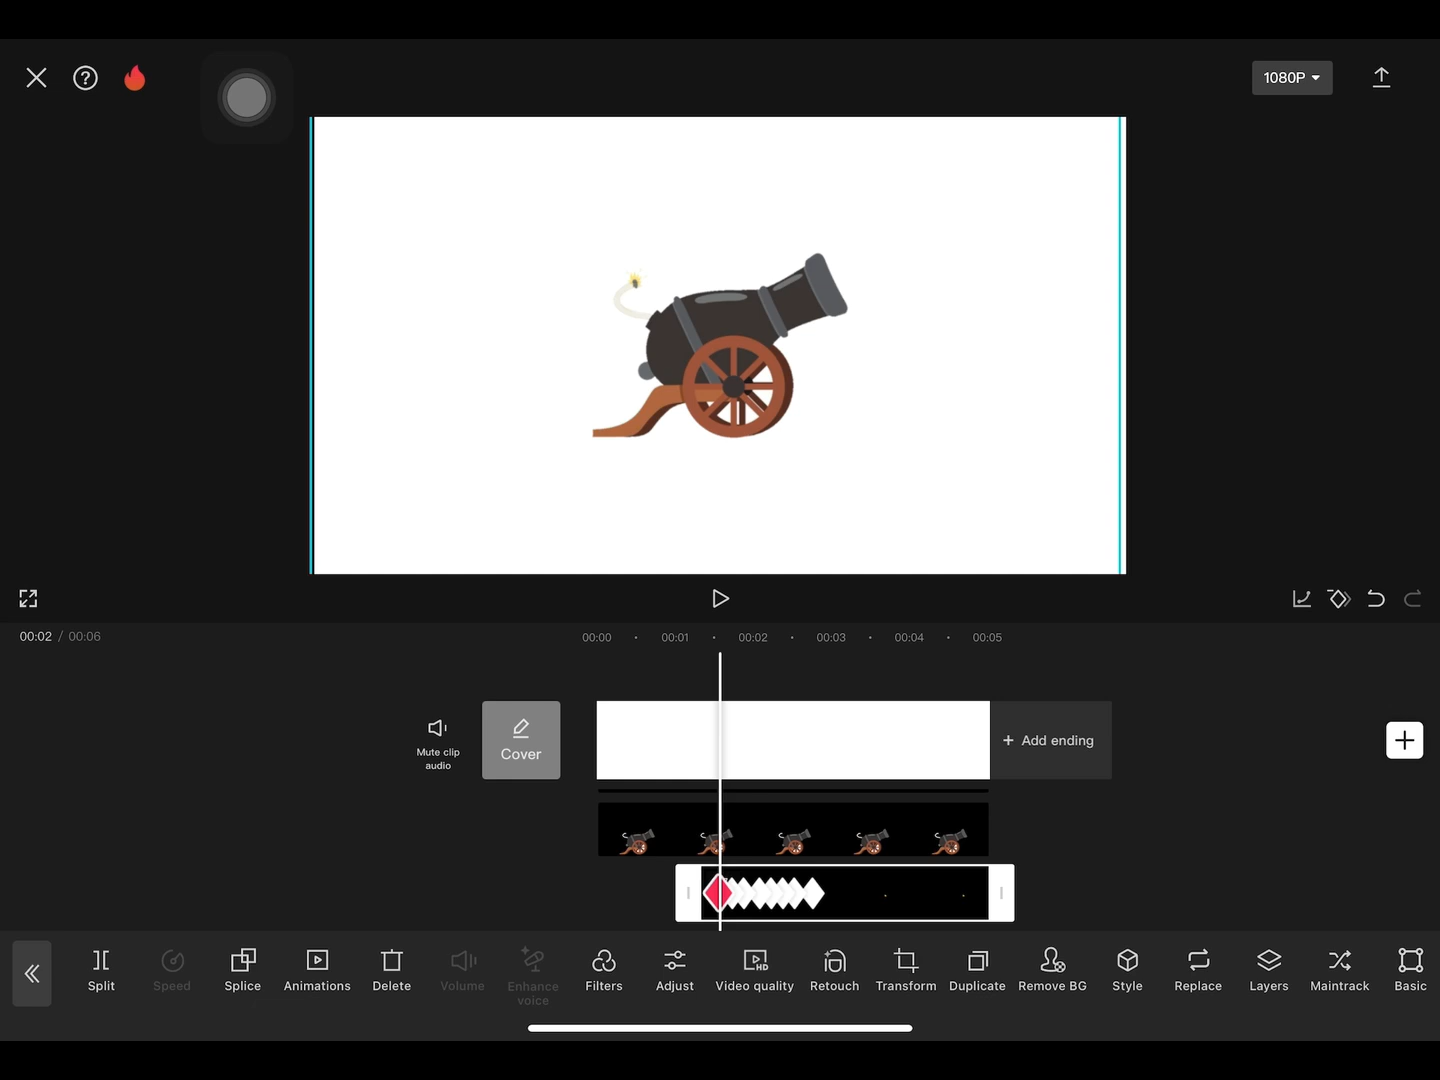 1080P
00:02 / 00:06
00:00 00:01 00:02 00:03 00:04 00:05
Mute clip
audio
Cover
+ Add ending
Split
Speed
Splice
Animations
Delete
Volume
Enhance
voice
Filters
Adjust
HD
Video quality
Retouch
Transform
Duplicate
Remove BG
Style
Replace
Layers
Maintrack
Basic